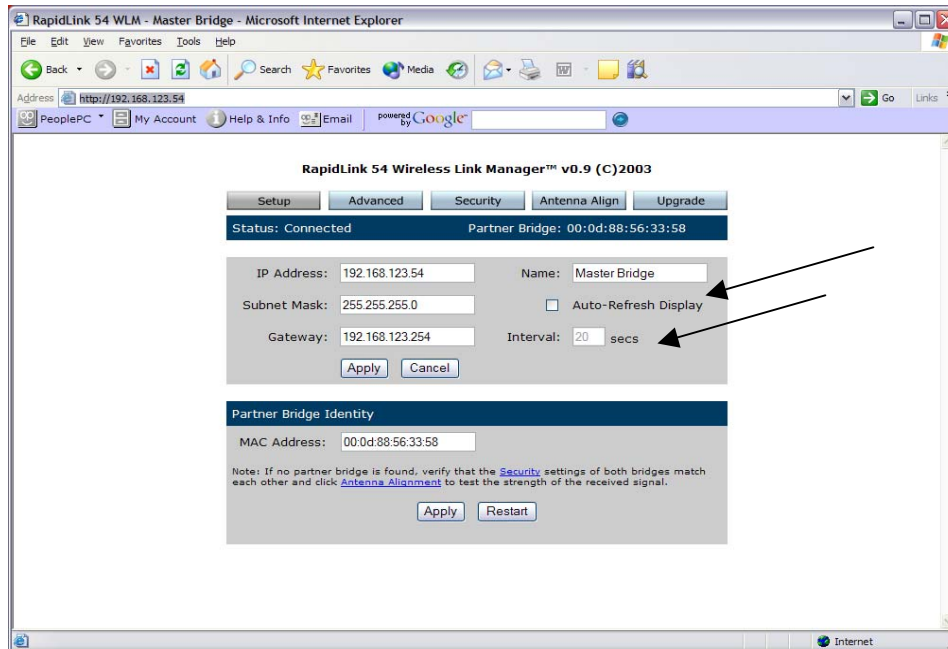 RapidLink 54 WLM - Master Bridge - Microsoft Internet Explorer
File Edit View Favorites Tools Help
Back Search Favorites Media
Address http://192.168.123.54 Go Links
PeoplePC My Account Help & Info Email powered by Google
RapidLink 54 Wireless Link Manager™ v0.9 (C)2003
Setup Advanced Security Antenna Align Upgrade
Status: Connected Partner Bridge: 00:0d:88:56:33:58
IP Address: 192.168.123.54 Name: Master Bridge
Subnet Mask: 255.255.255.0 Auto-Refresh Display
Gateway: 192.168.123.254 Interval: 20 secs
Apply Cancel
Partner Bridge Identity
MAC Address: 00:0d:88:56:33:58
Note: If no partner bridge is found, verify that the Security settings of both bridges match
each other and click Antenna Alignment to test the strength of the received signal.
Apply Restart
Internet